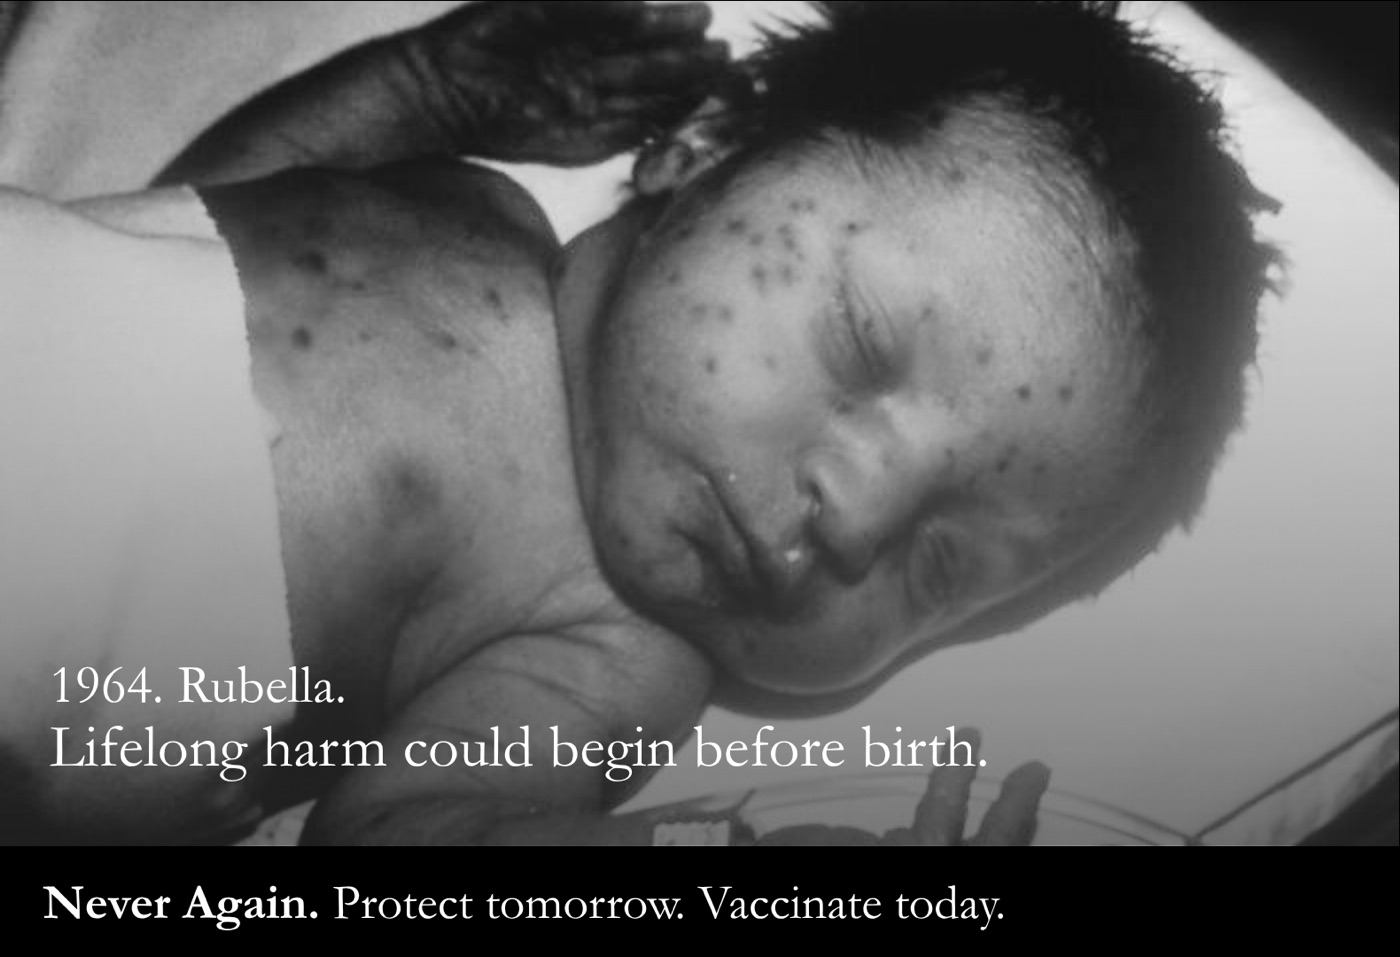 1964. Rubella.
Lifelong harm could begin before birth.
Never Again. Protect tomorrow. Vaccinate today.